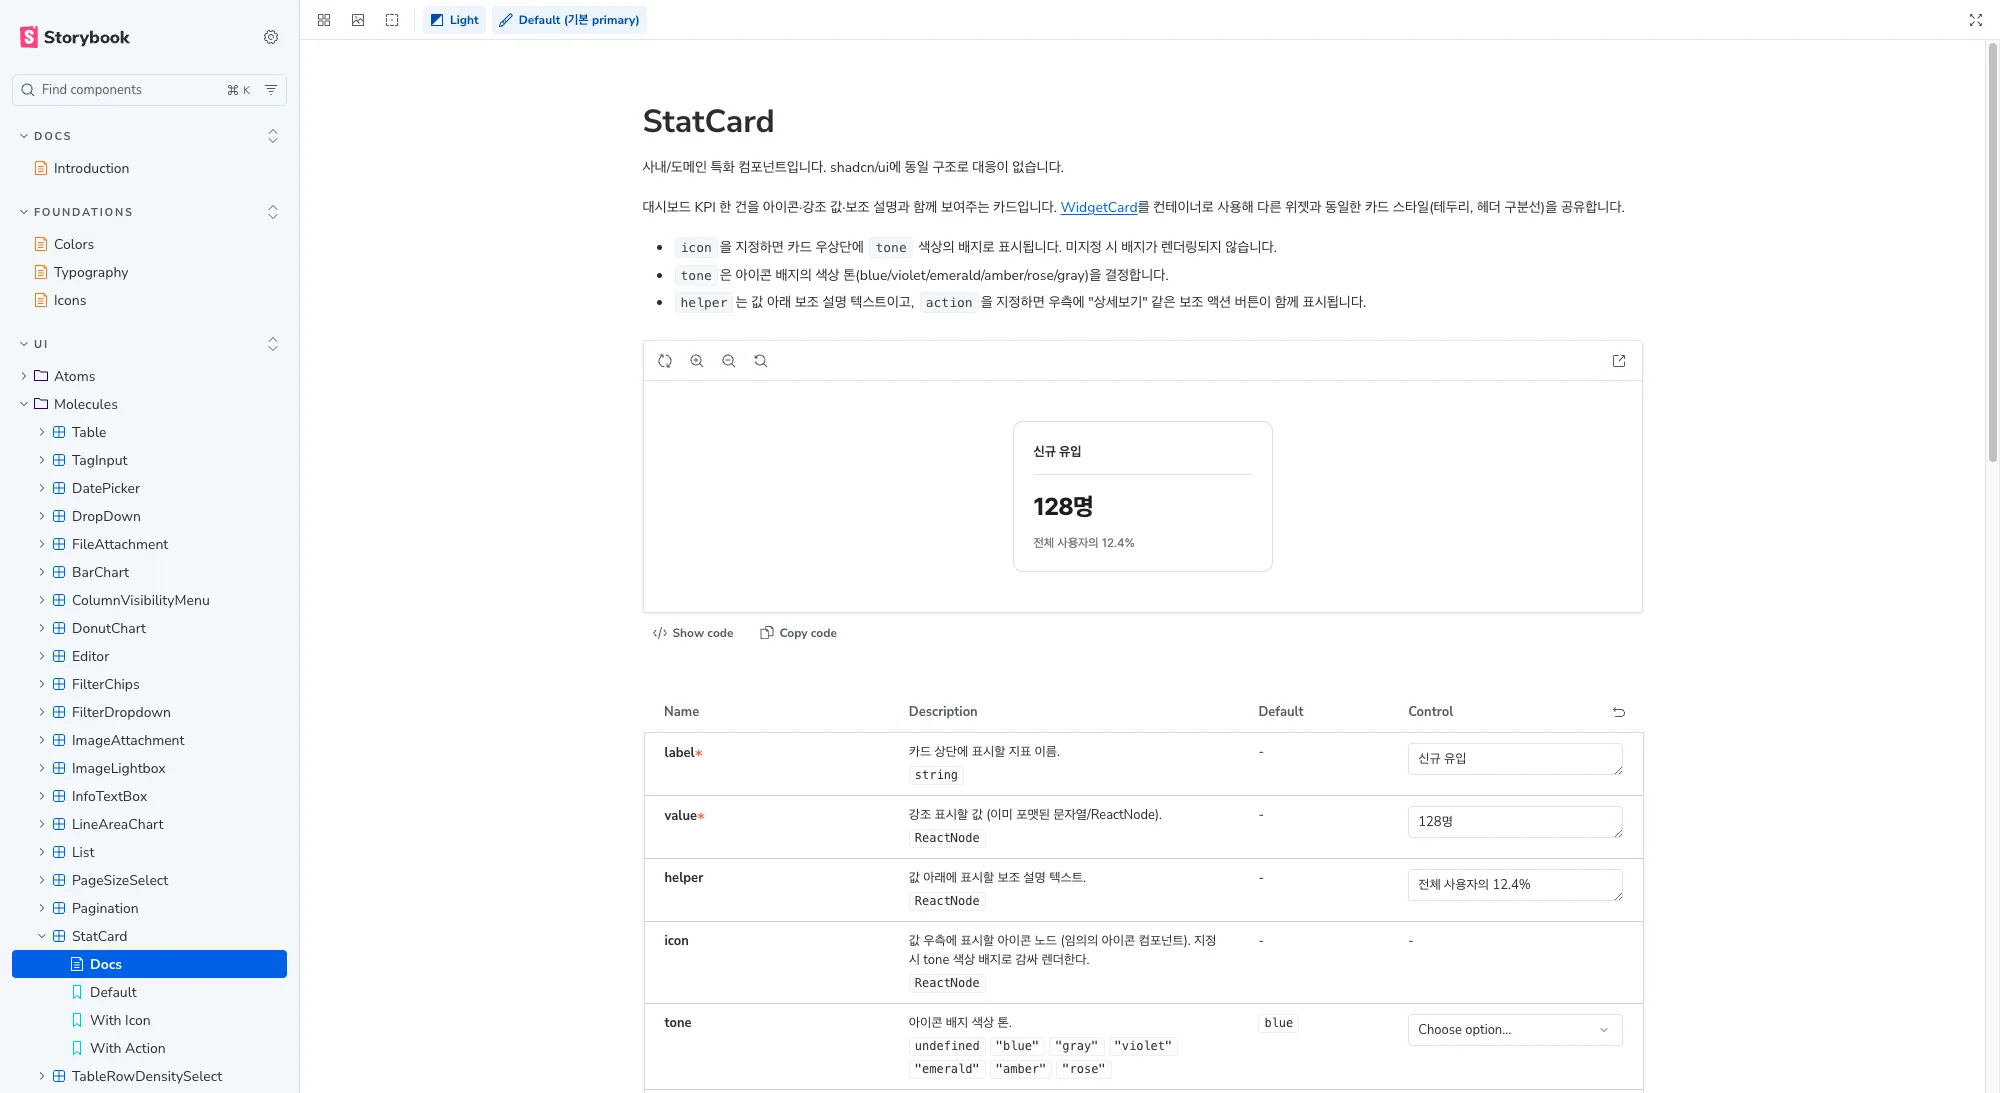 Storybook
Find components
⌘ K
DOCS
Introduction
FOUNDATIONS
Colors
Typography
Icons
UI
Atoms
Molecules
Table
TagInput
DatePicker
DropDown
FileAttachment
BarChart
ColumnVisibilityMenu
DonutChart
Editor
FilterChips
FilterDropdown
ImageAttachment
ImageLightbox
InfoTextBox
LineAreaChart
List
PageSizeSelect
Pagination
StatCard
Docs
Default
With Icon
With Action
TableRowDensitySelect
Light
Default (기본 primary)
StatCard
사내/도메인 특화 컴포넌트입니다. shadcn/ui에 동일 구조로 대응이 없습니다.
대시보드 KPI 한 건을 아이콘·강조 값·보조 설명과 함께 보여주는 카드입니다. WidgetCard를 컨테이너로 사용해 다른 위젯과 동일한 카드 스타일(테두리, 헤더 구분선)을 공유합니다.
• icon 을 지정하면 카드 우상단에 tone 색상의 배지로 표시됩니다. 미지정 시 배지가 렌더링되지 않습니다.
• tone 은 아이콘 배지의 색상 톤(blue/violet/emerald/amber/rose/gray)을 결정합니다.
• helper 는 값 아래 보조 설명 텍스트이고, action 을 지정하면 우측에 "상세보기" 같은 보조 액션 버튼이 함께 표시됩니다.
신규 유입
128명
전체 사용자의 12.4%
Show code
Copy code
Name Description Default Control
label* 카드 상단에 표시할 지표 이름. - 신규 유입
string
value* 강조 표시할 값 (이미 포맷된 문자열/ReactNode). - 128명
ReactNode
helper 값 아래에 표시할 보조 설명 텍스트. - 전체 사용자의 12.4%
ReactNode
icon 값 우측에 표시할 아이콘 노드 (임의의 아이콘 컴포넌트). 지정 - -
시 tone 색상 배지로 감싸 렌더한다.
ReactNode
tone 아이콘 배지 색상 톤. blue Choose option...
undefined "blue" "gray" "violet"
"emerald" "amber" "rose"